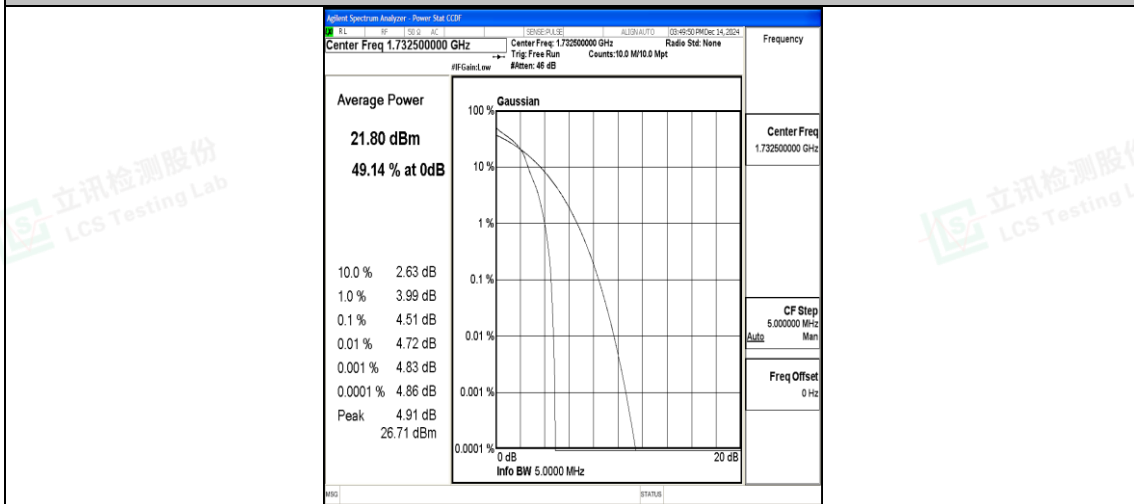 Agilent Spectrum Analyzer - Power Stat CCDF
RL RF 50 Ω AC SENSE:PULSE ALIGNAUTO 03:49:50 PMDec 14, 2024
Center Freq 1.732500000 GHz
Center Freq: 1.732500000 GHz Radio Std: None
Trig: Free Run Counts:10.0 M/10.0 Mpt
#IFGain:Low #Atten: 46 dB
Frequency
Average Power
21.80 dBm
49.14 % at 0dB
10.0 % 2.63 dB
1.0 % 3.99 dB
0.1 % 4.51 dB
0.01 % 4.72 dB
0.001 % 4.83 dB
0.0001 % 4.86 dB
Peak 4.91 dB
26.71 dBm
Gaussian
100 %
10 %
1 %
0.1 %
0.01 %
0.001 %
0.0001 %
0 dB 20 dB
Info BW 5.0000 MHz
Center Freq
1.732500000 GHz
CF Step
5.000000 MHz
Auto Man
Freq Offset
0 Hz
MSG STATUS
立讯检测股份
LCS Testing Lab
立讯检测股份
LCS Testing L